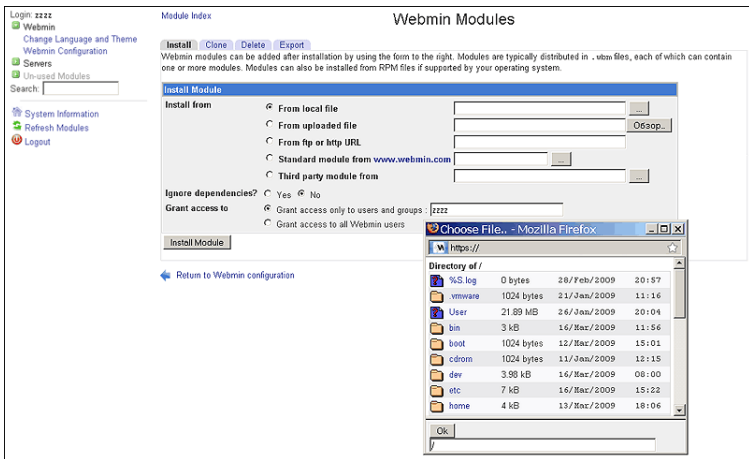 Login: zzzz
Webmin
Change Language and Theme
Webmin Configuration
Servers
Un-used Modules
Search:
System Information
Refresh Modules
Logout
Module Index
Webmin Modules
Install Clone Delete Export
Webmin modules can be added after installation by using the form to the right. Modules are typically distributed in .wbm files, each of which can contain
one or more modules. Modules can also be installed from RPM files if supported by your operating system.
Install Module
Install from
From local file ...
From uploaded file Обзор...
From ftp or http URL
Standard module from www.webmin.com ...
Third party module from ...
Ignore dependencies? Yes No
Grant access to Grant access only to users and groups : zzzz
Grant access to all Webmin users
Install Module
Return to Webmin configuration
Choose File.. - Mozilla Firefox
https://
Directory of /
%S.log 0 bytes 28/Feb/2009 20:57
.vmware 1024 bytes 21/Jan/2009 11:16
User 21.89 MB 26/Jan/2009 20:04
bin 3 kB 16/Mar/2009 11:56
boot 1024 bytes 12/Mar/2009 15:01
cdrom 1024 bytes 11/Jan/2009 12:15
dev 3.98 kB 16/Mar/2009 08:00
etc 7 kB 16/Mar/2009 15:22
home 4 kB 13/Mar/2009 18:06
Ok
/